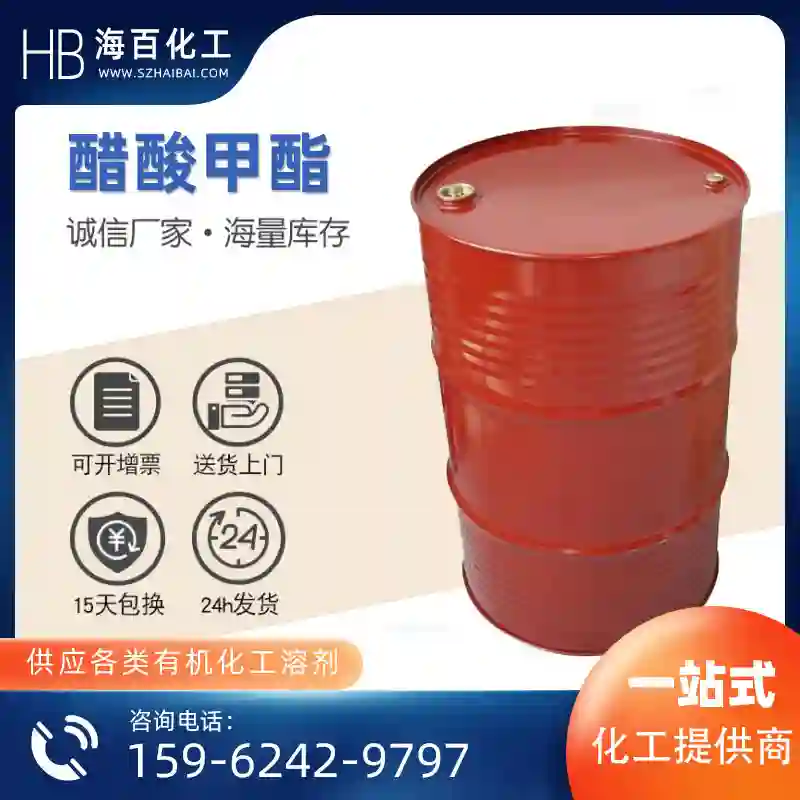 HB 海百化工
WWW.SZHAIBAI.COM
醋酸甲酯
诚信厂家·海量库存
可开增票
送货上门
15天包换
24
24h发货
供应各类有机化工溶剂
咨询电话:
159-6242-9797
一站式
化工提供商